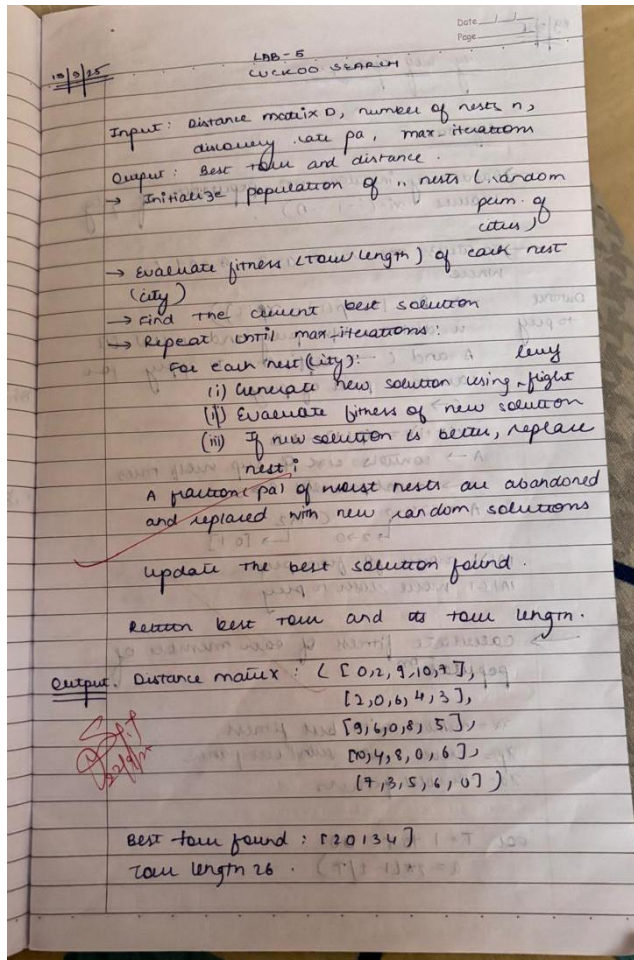 Date __/__/__
Page
LAB - 5
CUCKOO SEARCH
Input: Distance matrix D, number of nests n,
discovery rate pa, max-iterations
Output: Best tour and distance.
→ Initialize population of n nests (random
perm. of
cities)
→ Evaluate fitness (tour length) of each nest
(city)
→ Find the current best solution
→ Repeat until max-iterations:
For each nest (city): levy
(i) Generate new solution using flight
(ii) Evaluate fitness of new solution
(iii) If new solution is better, replace
nest i
A fraction (pa) of worst nests are abandoned
and replaced with new random solutions
Update the best solution found.
Return best tour and its tour length.
Output. Distance matrix: ( [0,2,9,10,7],
[2,0,6,4,3],
[9,6,0,8,5],
[10,4,8,0,6],
[7,3,5,6,0] )
Best tour found: [2 0 1 3 4]
Tour length 26.